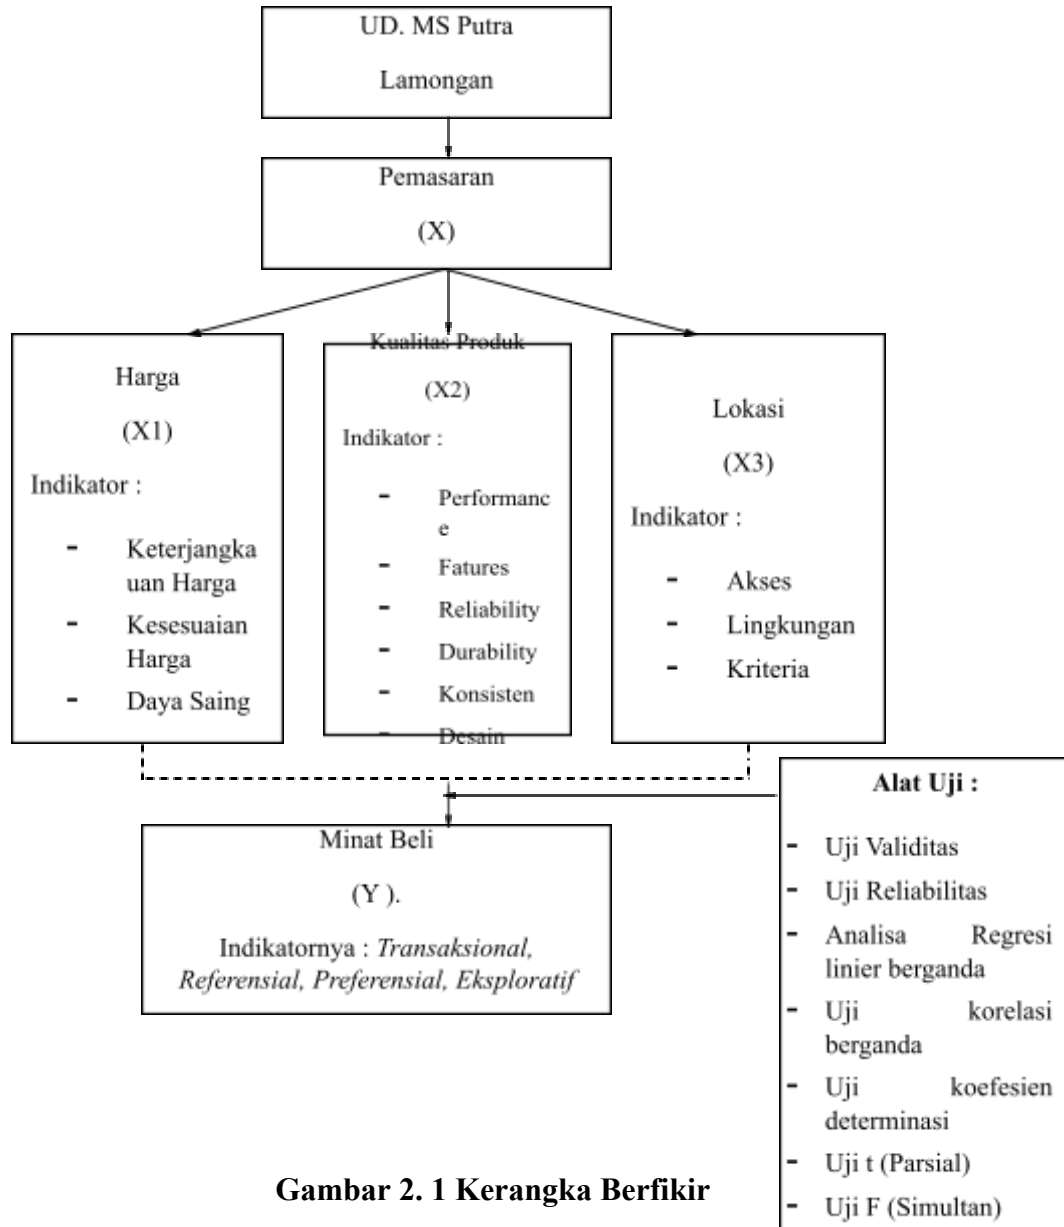 UD. MS Putra
Lamongan
Pemasaran
(X)
Harga
(X1)
Indikator :
- Keterjangka
uan Harga
- Kesesuaian
Harga
- Daya Saing
Kualitas Produk
(X2)
Indikator :
- Performanc
e
- Fatures
- Reliability
- Durability
- Konsisten
- Desain
Lokasi
(X3)
Indikator :
- Akses
- Lingkungan
- Kriteria
Minat Beli
(Y ).
Indikatornya : Transaksional,
Referensial, Preferensial, Eksploratif
Alat Uji :
- Uji Validitas
- Uji Reliabilitas
- Analisa Regresi
linier berganda
- Uji korelasi
berganda
- Uji koefesien
determinasi
- Uji t (Parsial)
- Uji F (Simultan)
Gambar 2. 1 Kerangka Berfikir